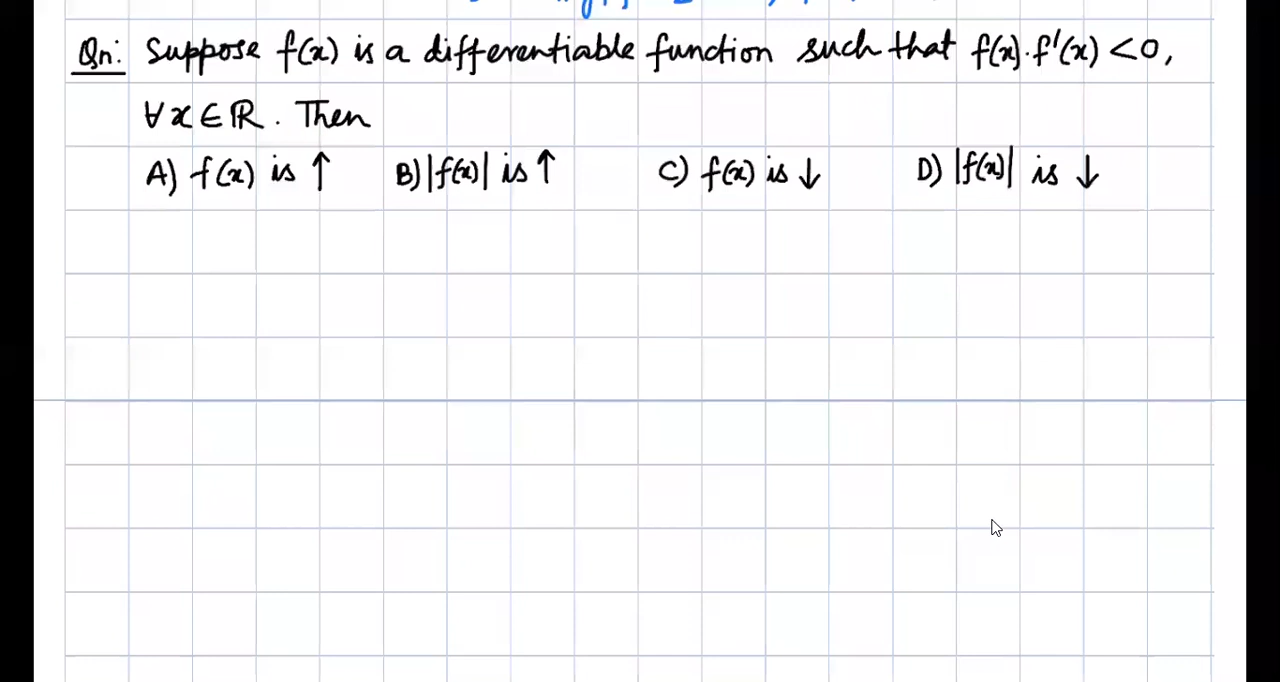 Qn: Suppose f(x) is a differentiable function such that f(x)·f'(x) < 0,
∀ x ∈ ℝ. Then
A) f(x) is ↑ B) |f(x)| is ↑ C) f(x) is ↓ D) |f(x)| is ↓